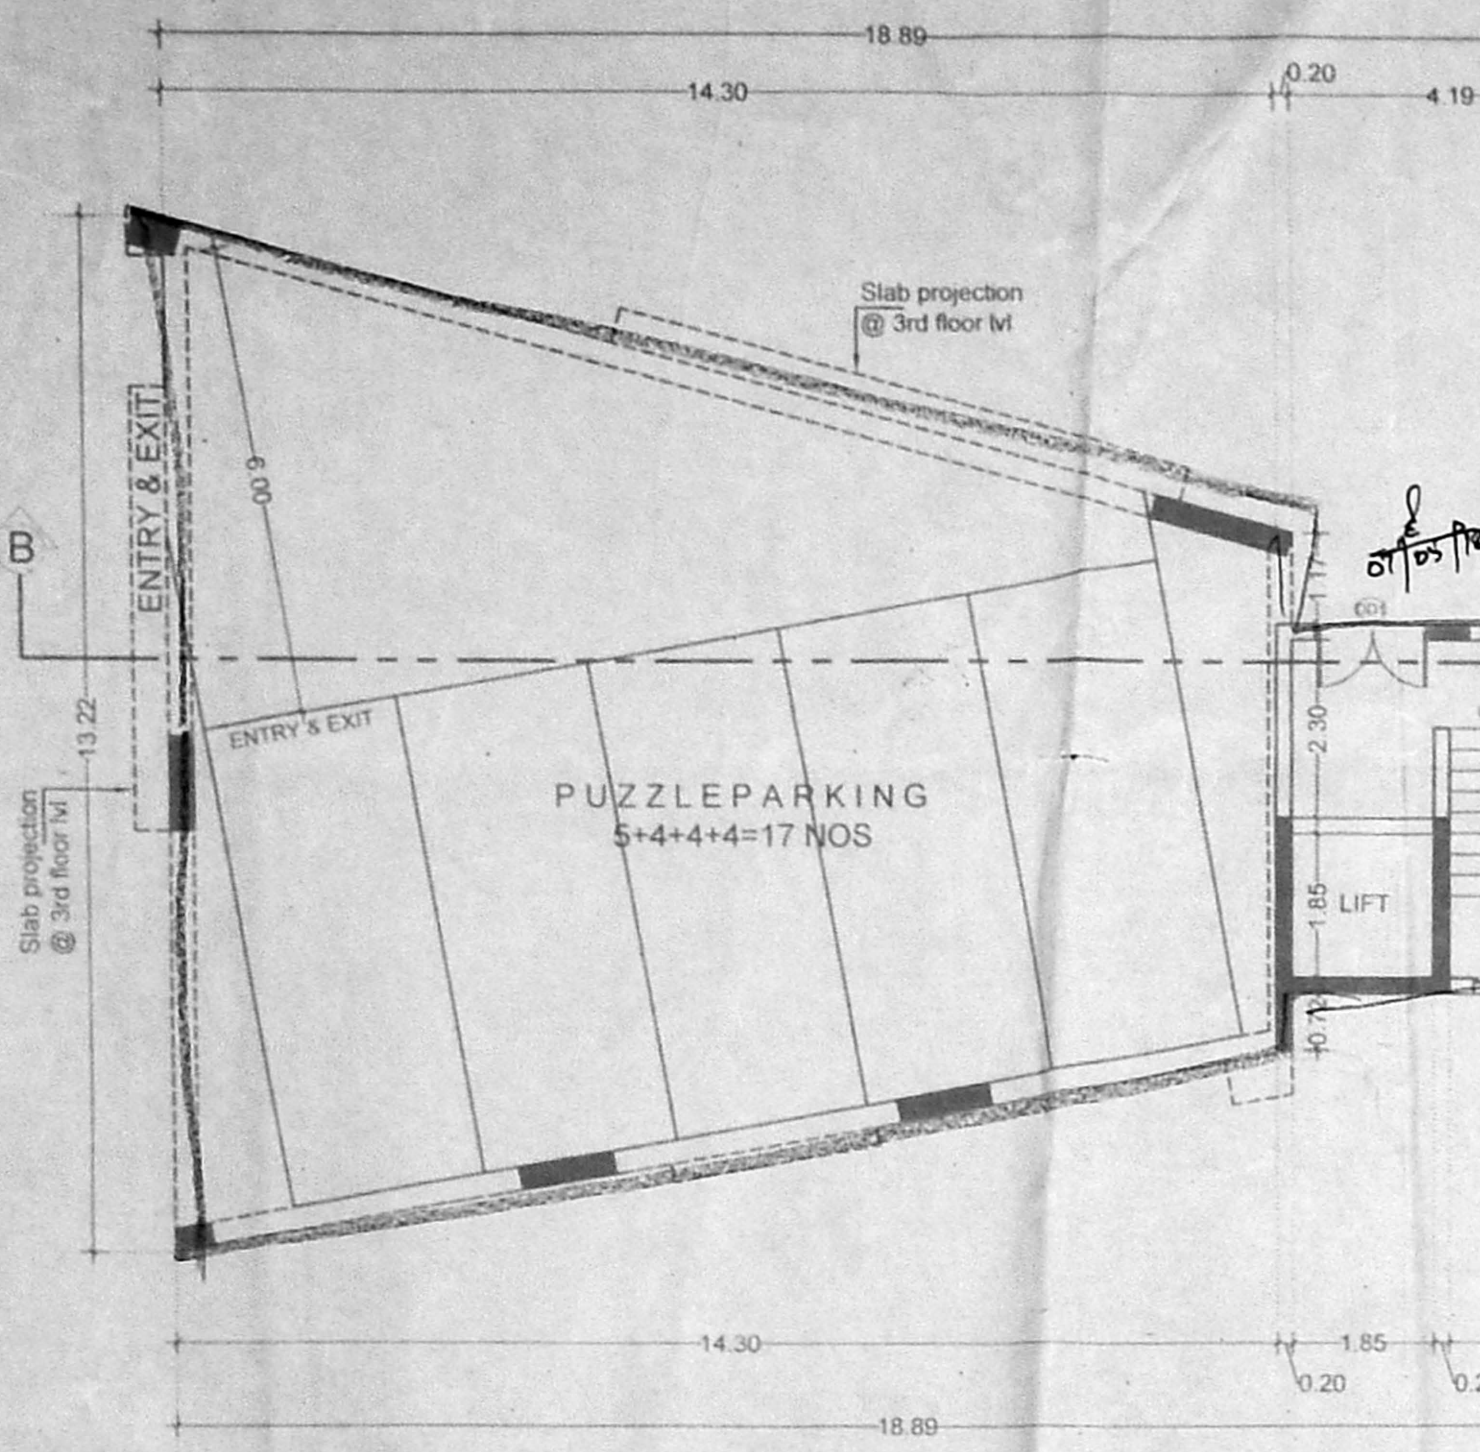 18.89
14.30
0.20
4.19
Slab projection
@ 3rd floor lvl
ENTRY & EXIT
6.00
B
13.22
1.17
2.30
ENTRY & EXIT
PUZZLEPARKING
5+4+4+4=17 NOS
Slab projection
@ 3rd floor lvl
1.85
LIFT
0.72
14.30
1.85
0.20
18.89